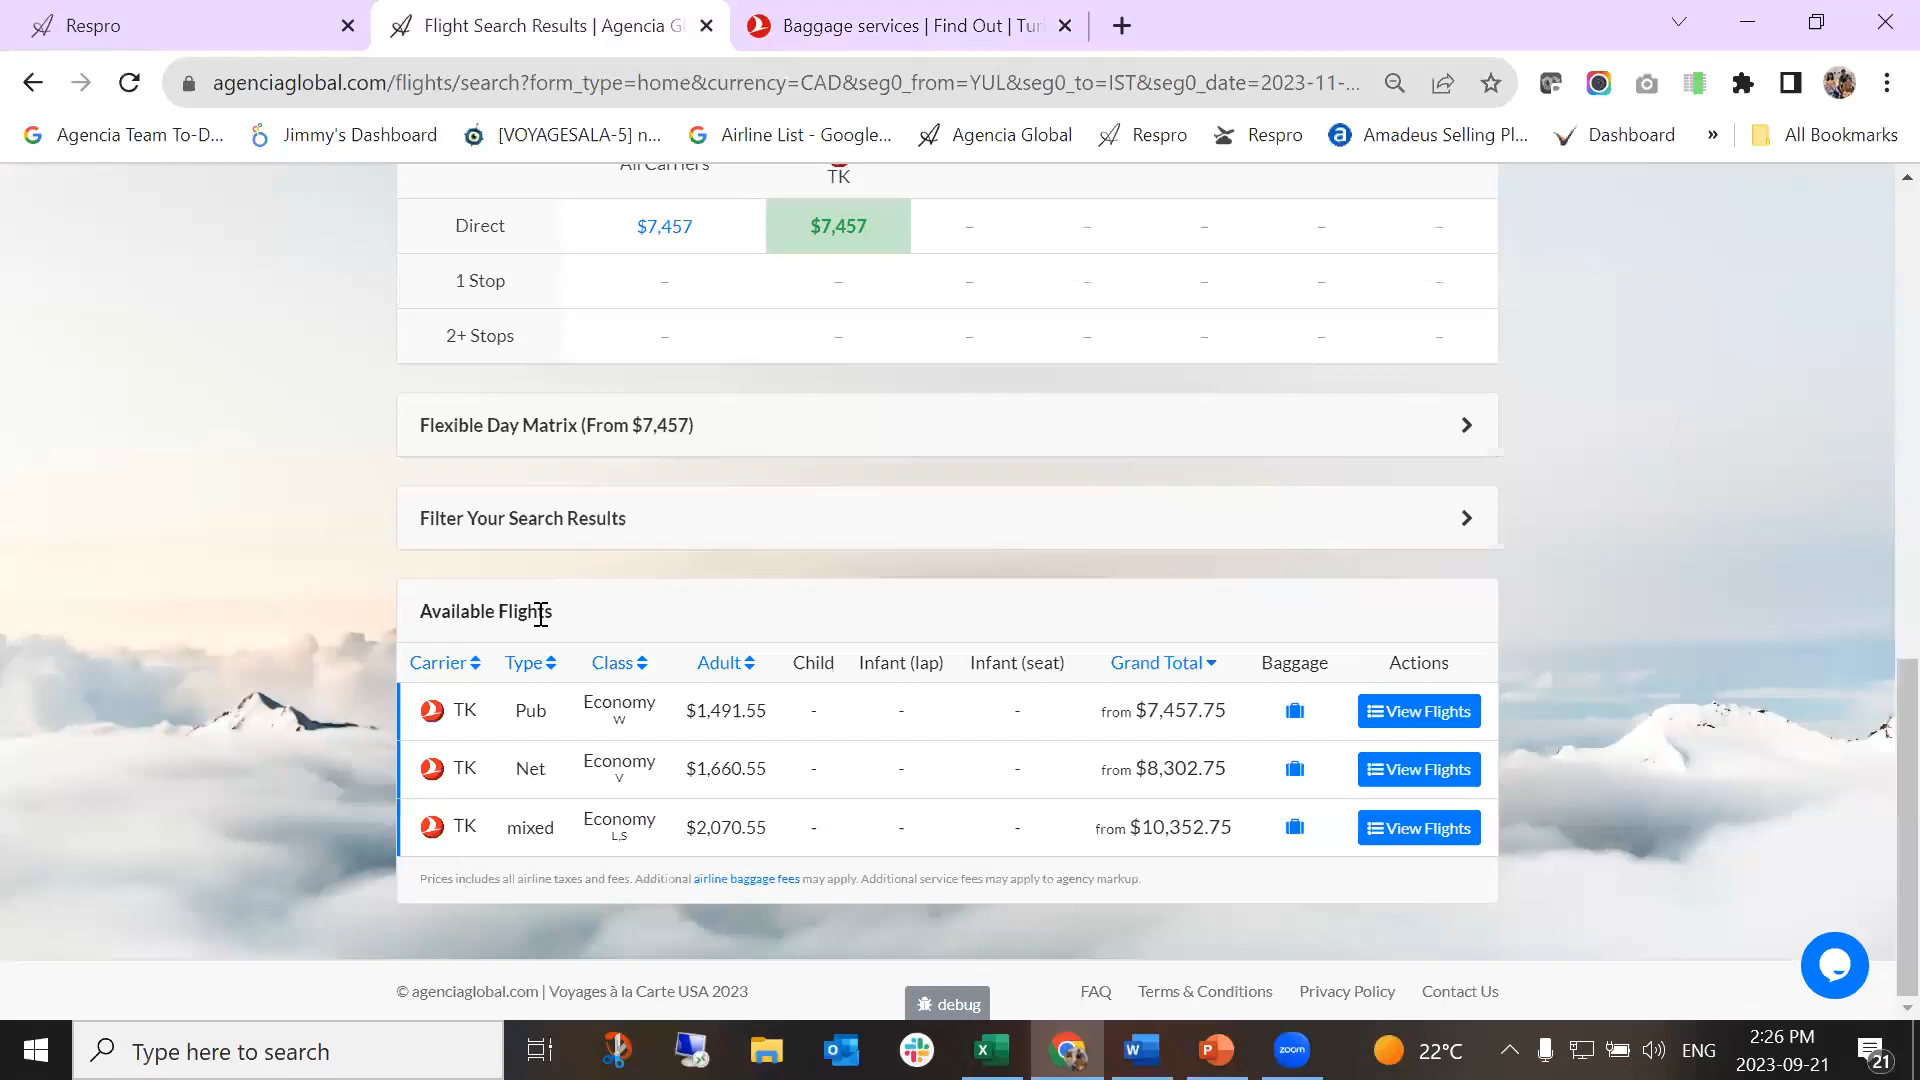 Respro
Flight Search Results | Agencia Gl
Baggage services | Find Out | Turk
agenciaglobal.com/flights/search?form_type=home&currency=CAD&seg0_from=YUL&seg0_to=IST&seg0_date=2023-11-...
Agencia Team To-D... Jimmy's Dashboard [VOYAGESALA-5] n... Airline List - Google... Agencia Global Respro Respro Amadeus Selling Pl... Dashboard » All Bookmarks
All Carriers TK
Direct $7,457 $7,457 – – – – –
1 Stop – – – – – – –
2+ Stops – – – – – – –
Flexible Day Matrix (From $7,457)
Filter Your Search Results
Available Flights
Carrier Type Class Adult Child Infant (lap) Infant (seat) Grand Total Baggage Actions
TK Pub Economy W $1,491.55 - - - from $7,457.75 View Flights
TK Net Economy V $1,660.55 - - - from $8,302.75 View Flights
TK mixed Economy L,S $2,070.55 - - - from $10,352.75 View Flights
Prices includes all airline taxes and fees. Additional airline baggage fees may apply. Additional service fees may apply to agency markup.
© agenciaglobal.com | Voyages à la Carte USA 2023
debug
FAQ Terms & Conditions Privacy Policy Contact Us
Type here to search
zoom
22°C
ENG
2:26 PM
2023-09-21
21